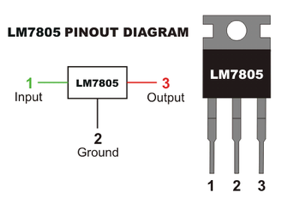 LM7805 PINOUT DIAGRAM
LM7805
1
Input
LM7805
3
Output
2
Ground
1 2 3